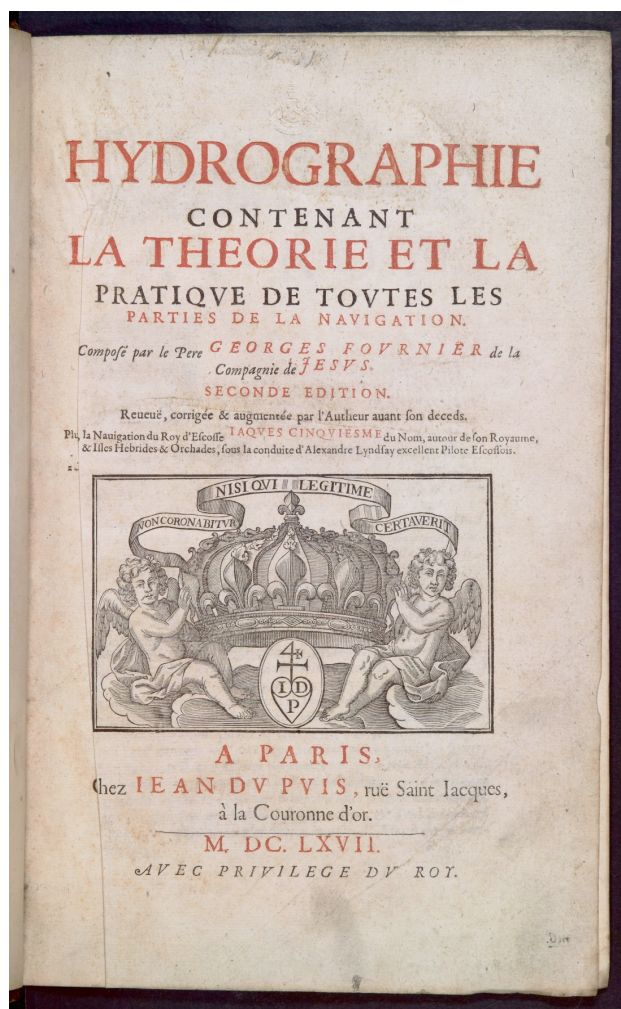 HYDROGRAPHIE
CONTENANT
LA THEORIE ET LA
PRATIQVE DE TOVTES LES
PARTIES DE LA NAVIGATION.
Composé par le Pere GEORGES FOVRNIER de la
Compagnie de JESVS.
SECONDE EDITION.
Reueuë, corrigée & augmentée par l'Autheur auant son deceds.
Plus la Nauigation du Roy d'Escosse IAQVES CINQVIESME du Nom, autour de son Royaume,
& Isles Hebrides & Orchades, sous la conduite d'Alexandre Lyndsay excellent Pilote Escossois.
NISI QVI LEGITIME
NON CORONABITVR
CERTAVERIT
4
I D
P
A PARIS,
Chez IEAN DV PVIS, ruë Saint Iacques,
à la Couronne d'or.
M. DC. LXVII.
AVEC PRIVILEGE DV ROY.